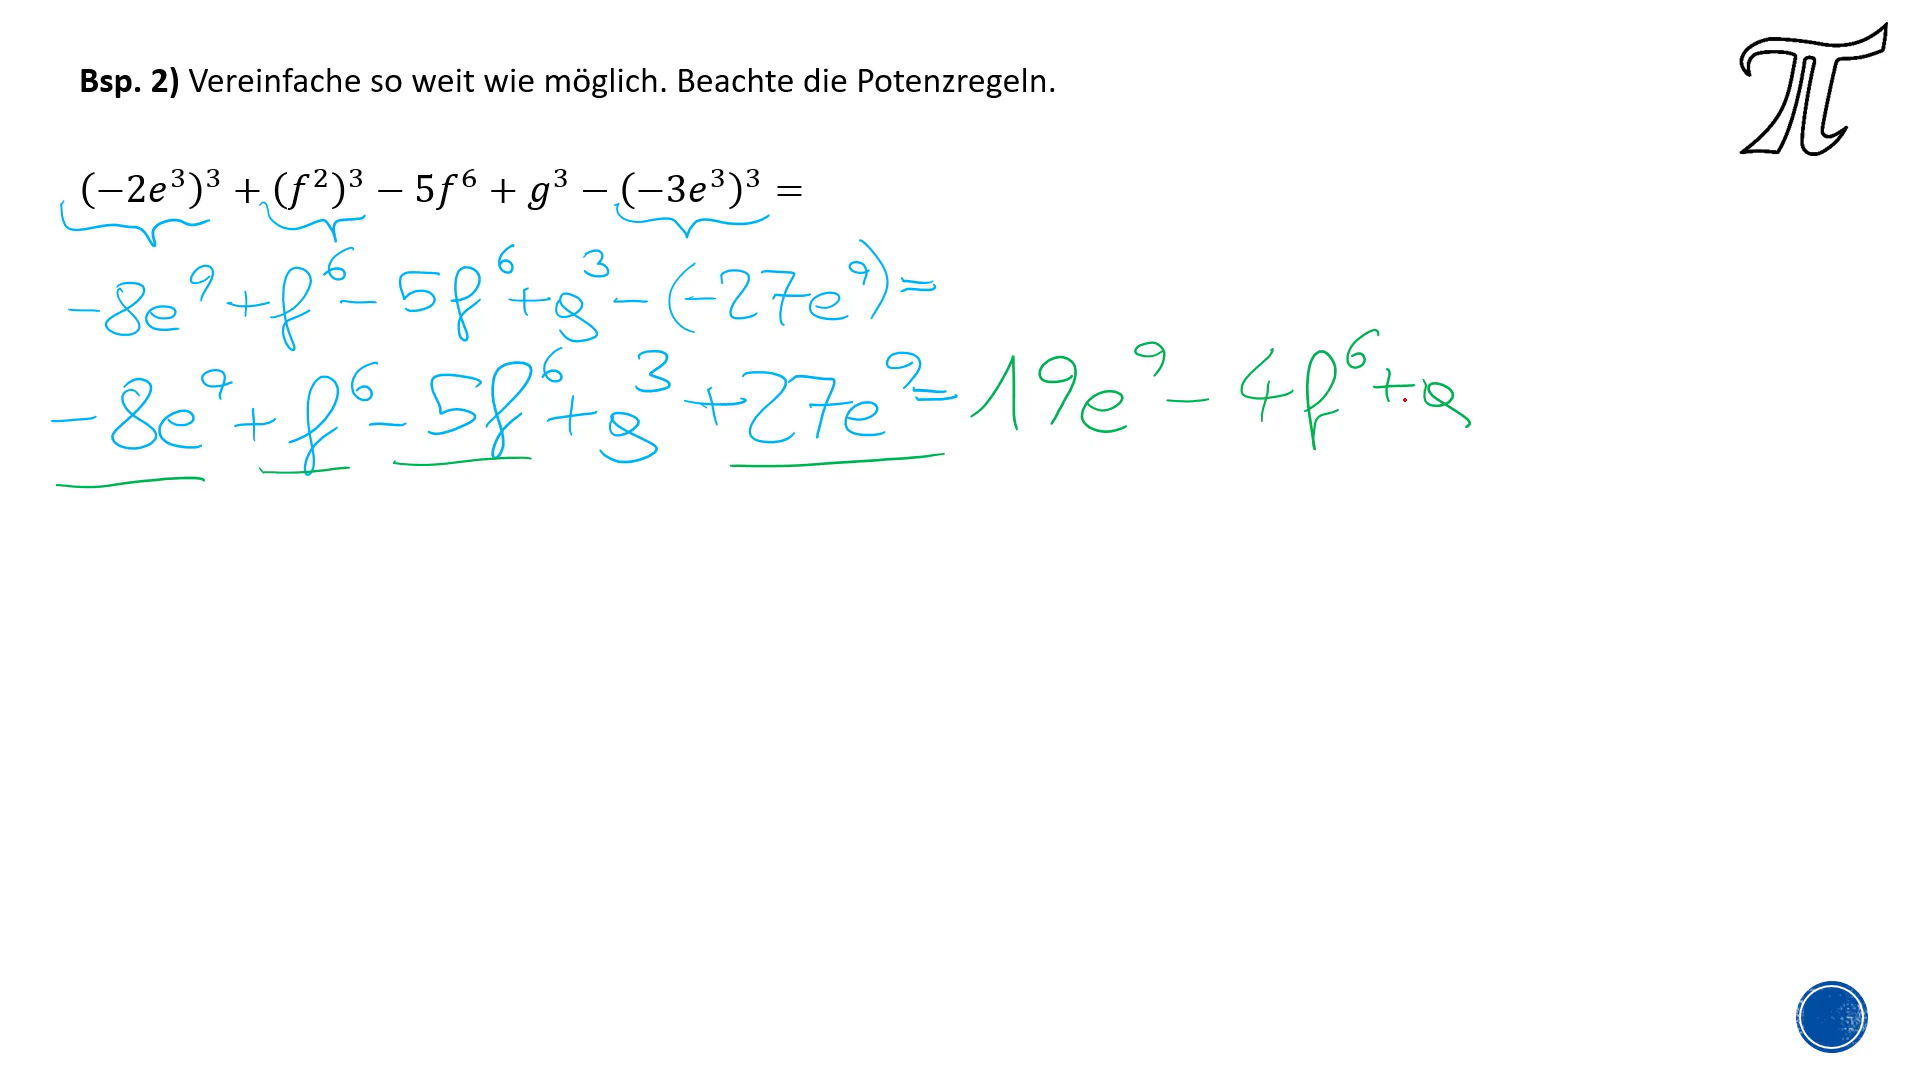 Bsp. 2) Vereinfache so weit wie möglich. Beachte die Potenzregeln.
(−2e³)³ + (f²)³ − 5f⁶ + g³ − (−3e³)³ =
−8e⁹ + f⁶ − 5f⁶ + g³ − (−27e⁹) =
−8e⁹ + f⁶ − 5f⁶ + g³ + 27e⁹ = 19e⁹ − 4f⁶ +